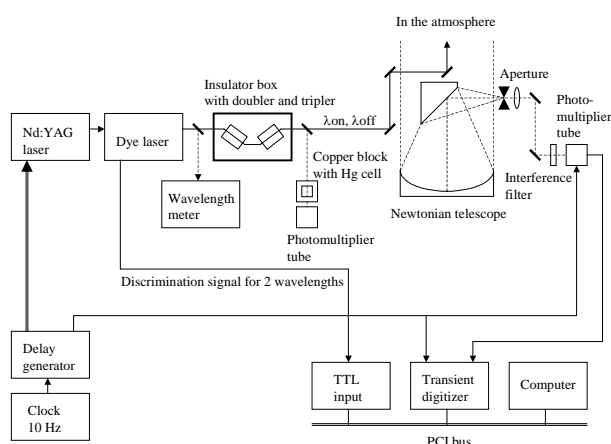 In the atmosphere
Insulator box
with doubler and tripler
Aperture
Nd:YAG
laser
Dye laser
λon, λoff
Photo-
multiplier
tube
Copper block
with Hg cell
Wavelength
meter
Interference
filter
Newtonian telescope
Photomultiplier
tube
Discrimination signal for 2 wavelengths
Delay
generator
TTL
input
Transient
digitizer
Computer
Clock
10 Hz
PCI bus